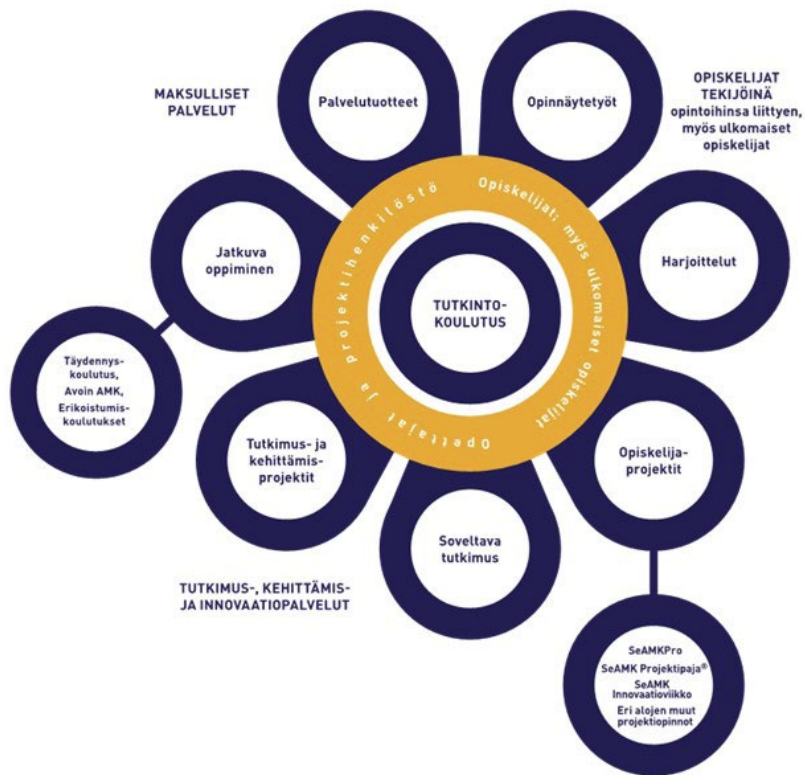 MAKSULLISET
PALVELUT
Palvelutuotteet
Opinnäytetyöt
OPISKELIJAT
TEKIJÖINÄ
opintoihinsa liittyen,
myös ulkomaiset
opiskelijat
Jatkuva
oppiminen
Harjoittelut
Opettajat ja Projektihenkilöstö
Opiskelijat; myös ulkomaiset opiskelijat
TUTKINTO-
KOULUTUS
Täydennys-
koulutus,
Avoin AMK,
Erikoistumis-
koulutukset
Tutkimus- ja
kehittämis-
projektit
Opiskelija-
projektit
Soveltava
tutkimus
TUTKIMUS-, KEHITTÄMIS-
JA INNOVAATIOPALVELUT
SeAMKPro
SeAMK Projektipaja®
SeAMK
Innovaatioviikko
Eri alojen muut
projektiopinnot